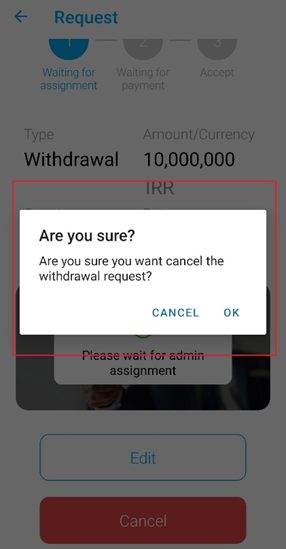 Request
1 2 3
Waiting for assignment Waiting for payment Accept
Type Amount/Currency
Withdrawal 10,000,000
IRR
Are you sure?
Are you sure you want cancel the
withdrawal request?
CANCEL OK
Please wait for admin
assignment
Edit
Cancel